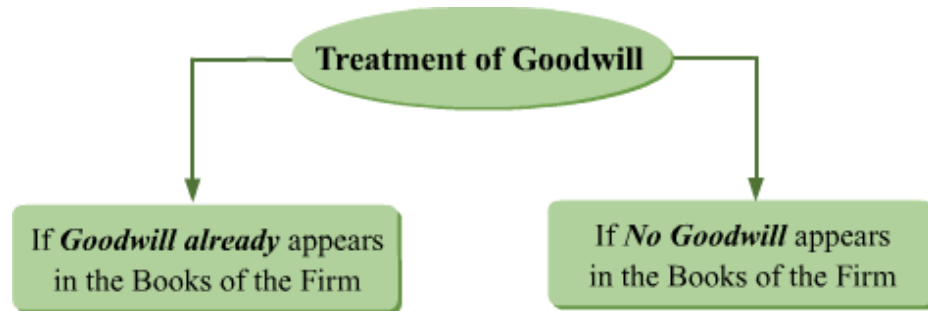 Treatment of Goodwill
If Goodwill already appears
in the Books of the Firm
If No Goodwill appears
in the Books of the Firm